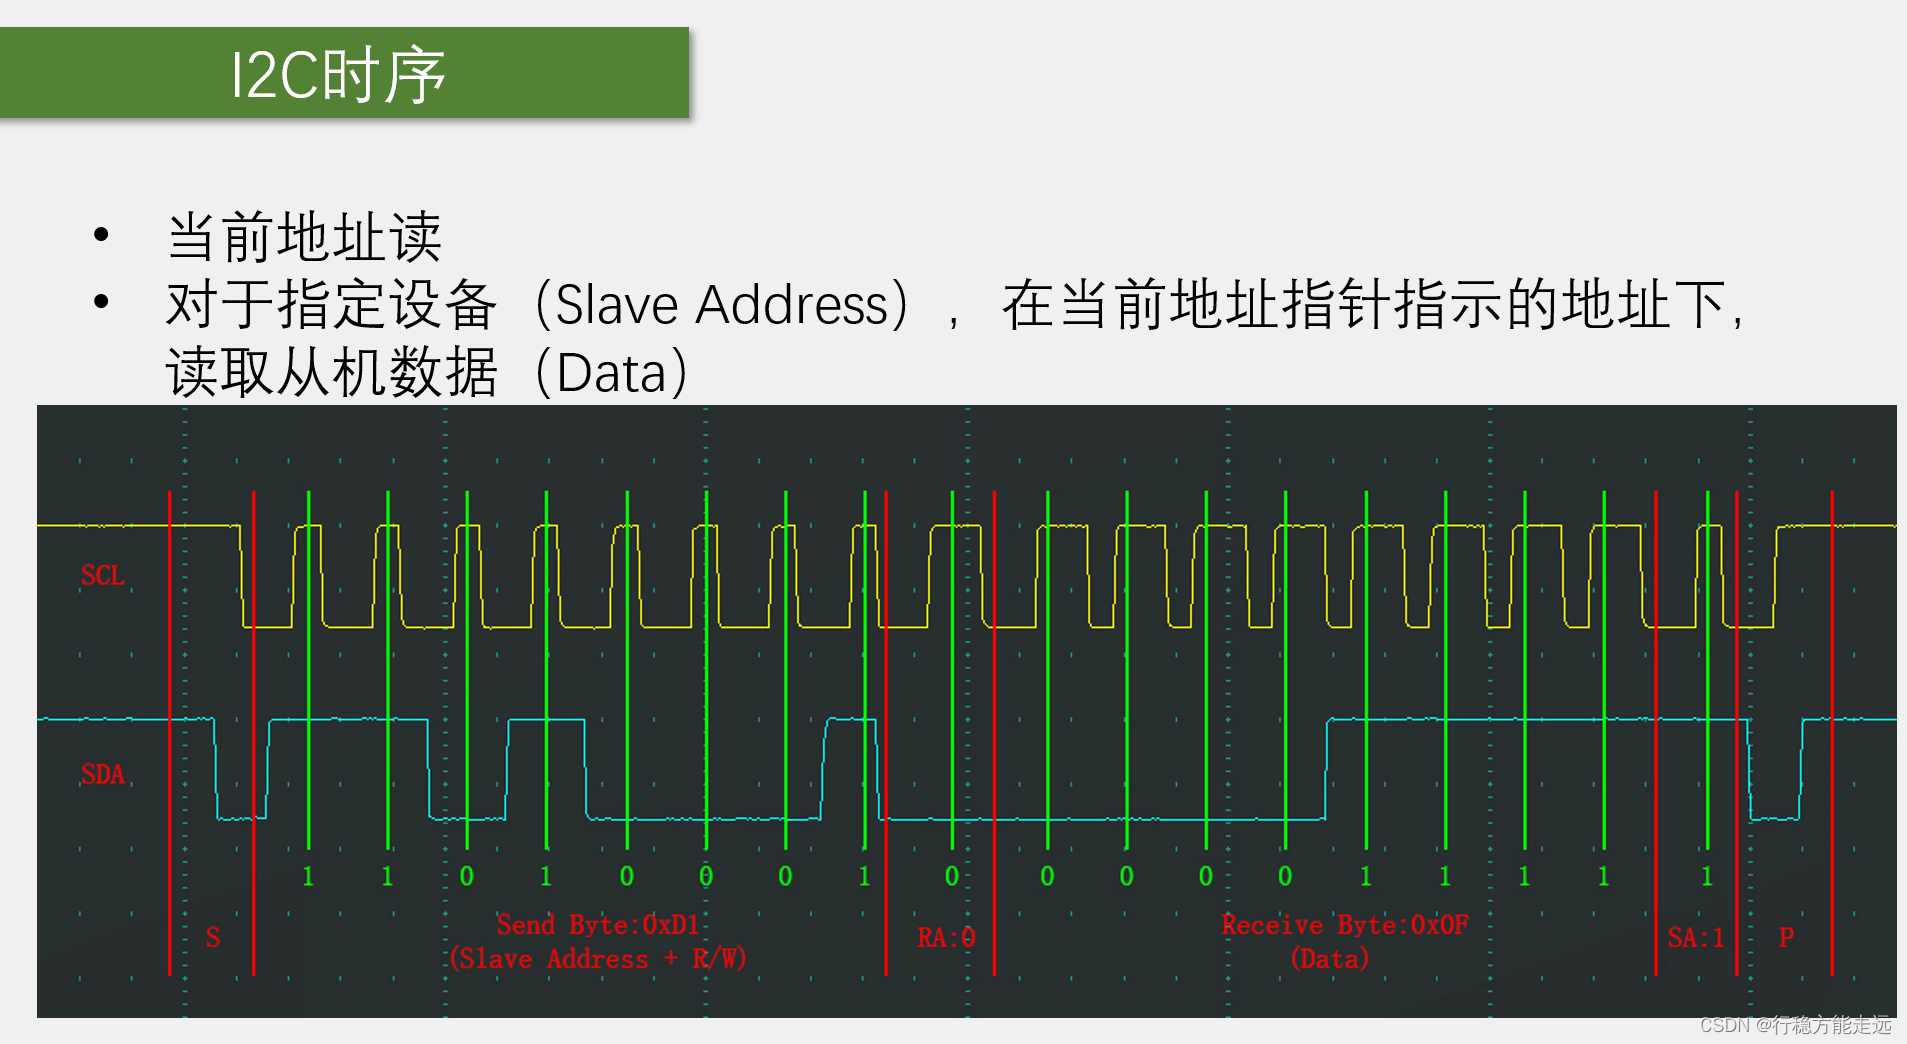 I2C时序
• 当前地址读
• 对于指定设备（Slave Address），在当前地址指针指示的地址下，
读取从机数据（Data）
SCL
SDA
1 1 0 1 0 0 0 1 0 0 0 0 0 1 1 1 1 1
S Send Byte:0xD1 RA:0 Receive Byte:0x0F SA:1 P
(Slave Address + R/W) (Data)
CSDN @行稳方能走远